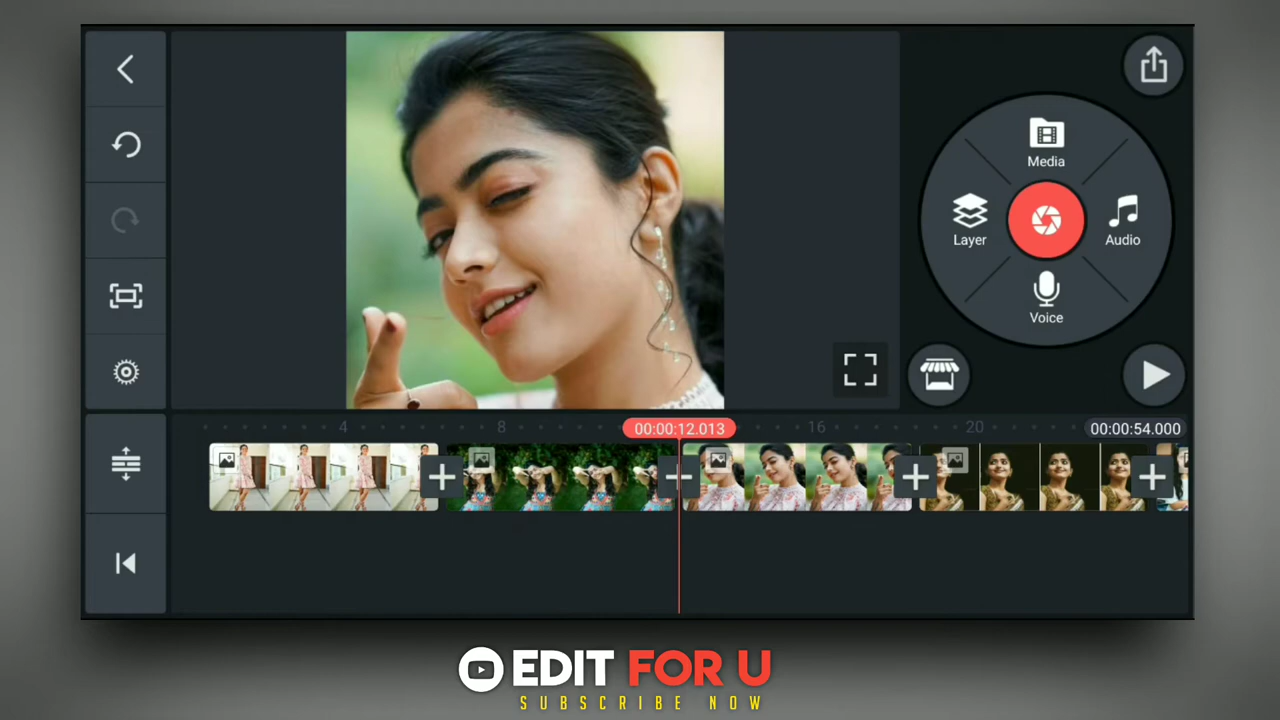 Media
Layer
Audio
Voice
4
8
00:00:12.013
16
20
00:00:54.000
EDIT FOR U
SUBSCRIBE NOW